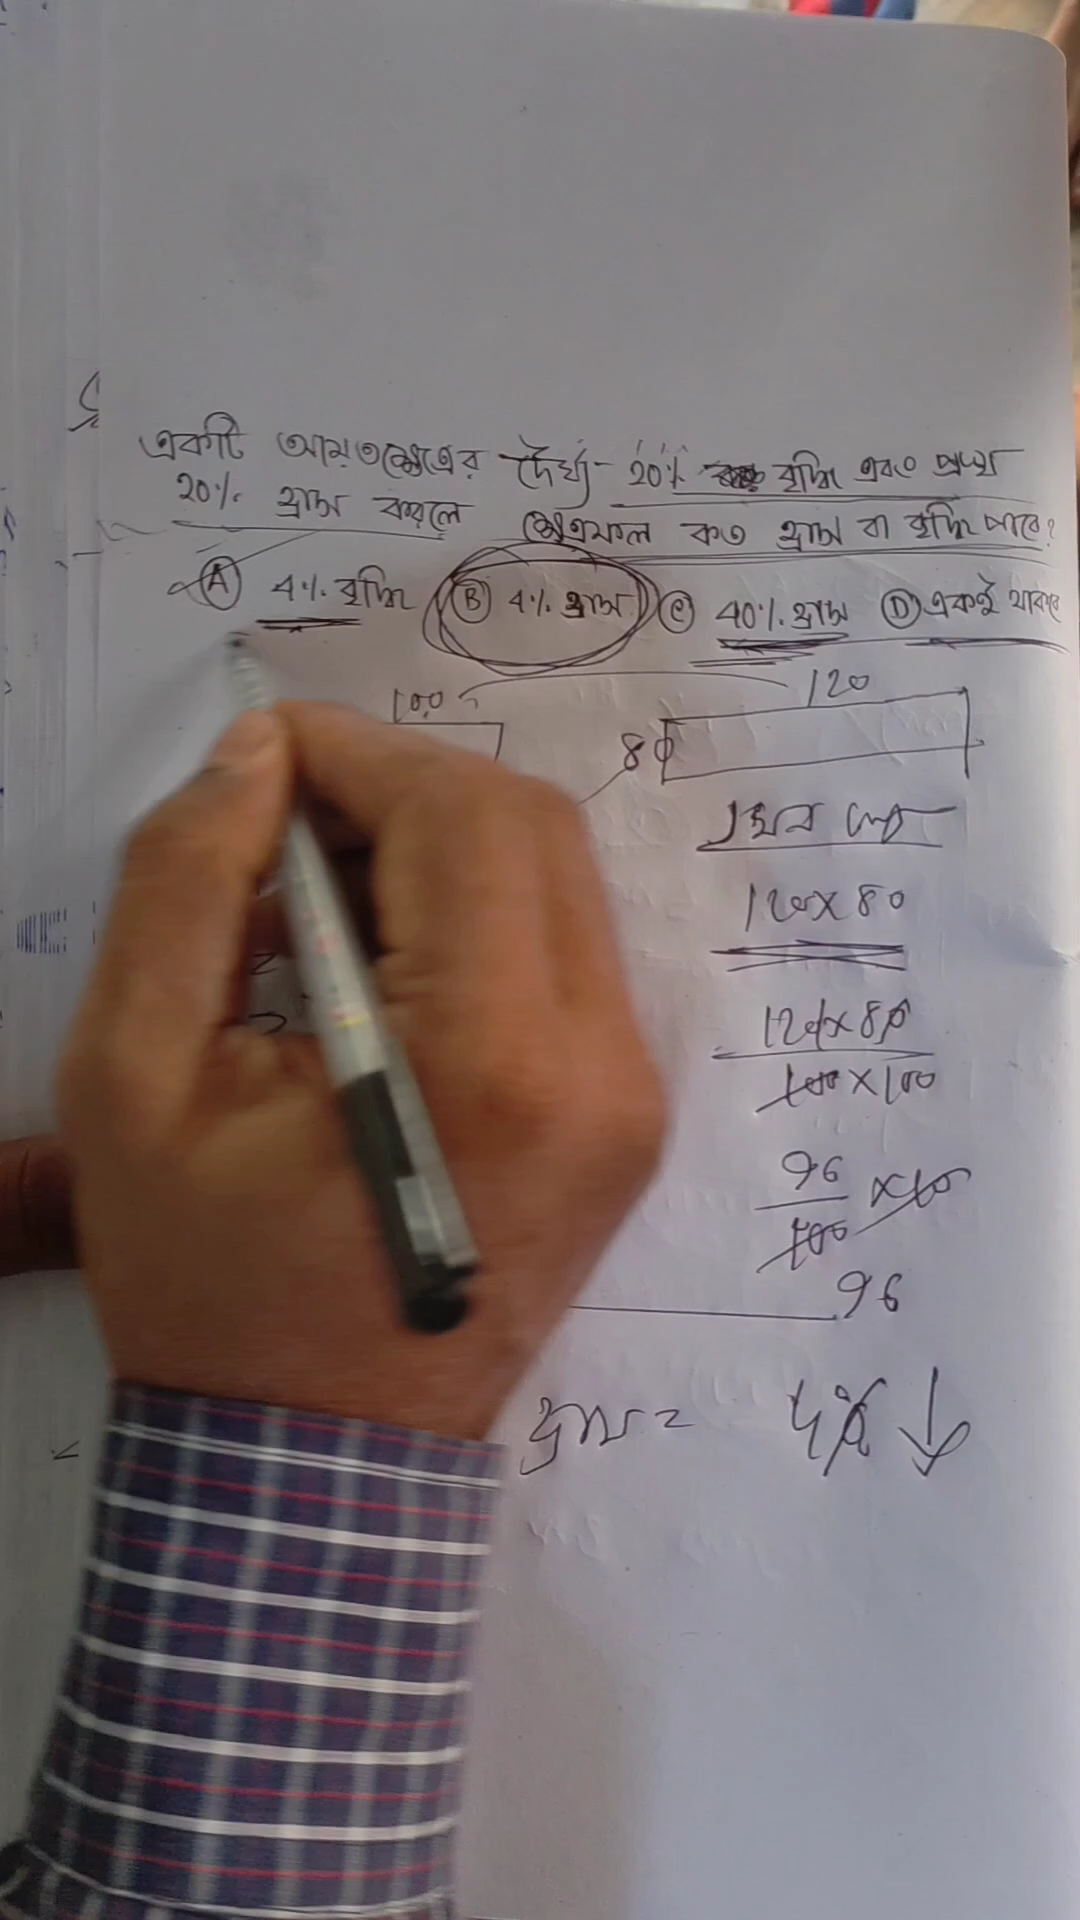 একটি আয়তক্ষেত্রের দৈর্ঘ্য 20% বৃদ্ধি এবং প্রস্থ
20% হ্রাস করলে ক্ষেত্রফল কত হ্রাস বা বৃদ্ধি পাবে?
A 4% বৃদ্ধি B 4% হ্রাস C 40% হ্রাস D একই থাকবে
100 120
80
120 x 80
120 x 80
100 x 100
96
100 x 100
96
হ্রাস = 4% ↓